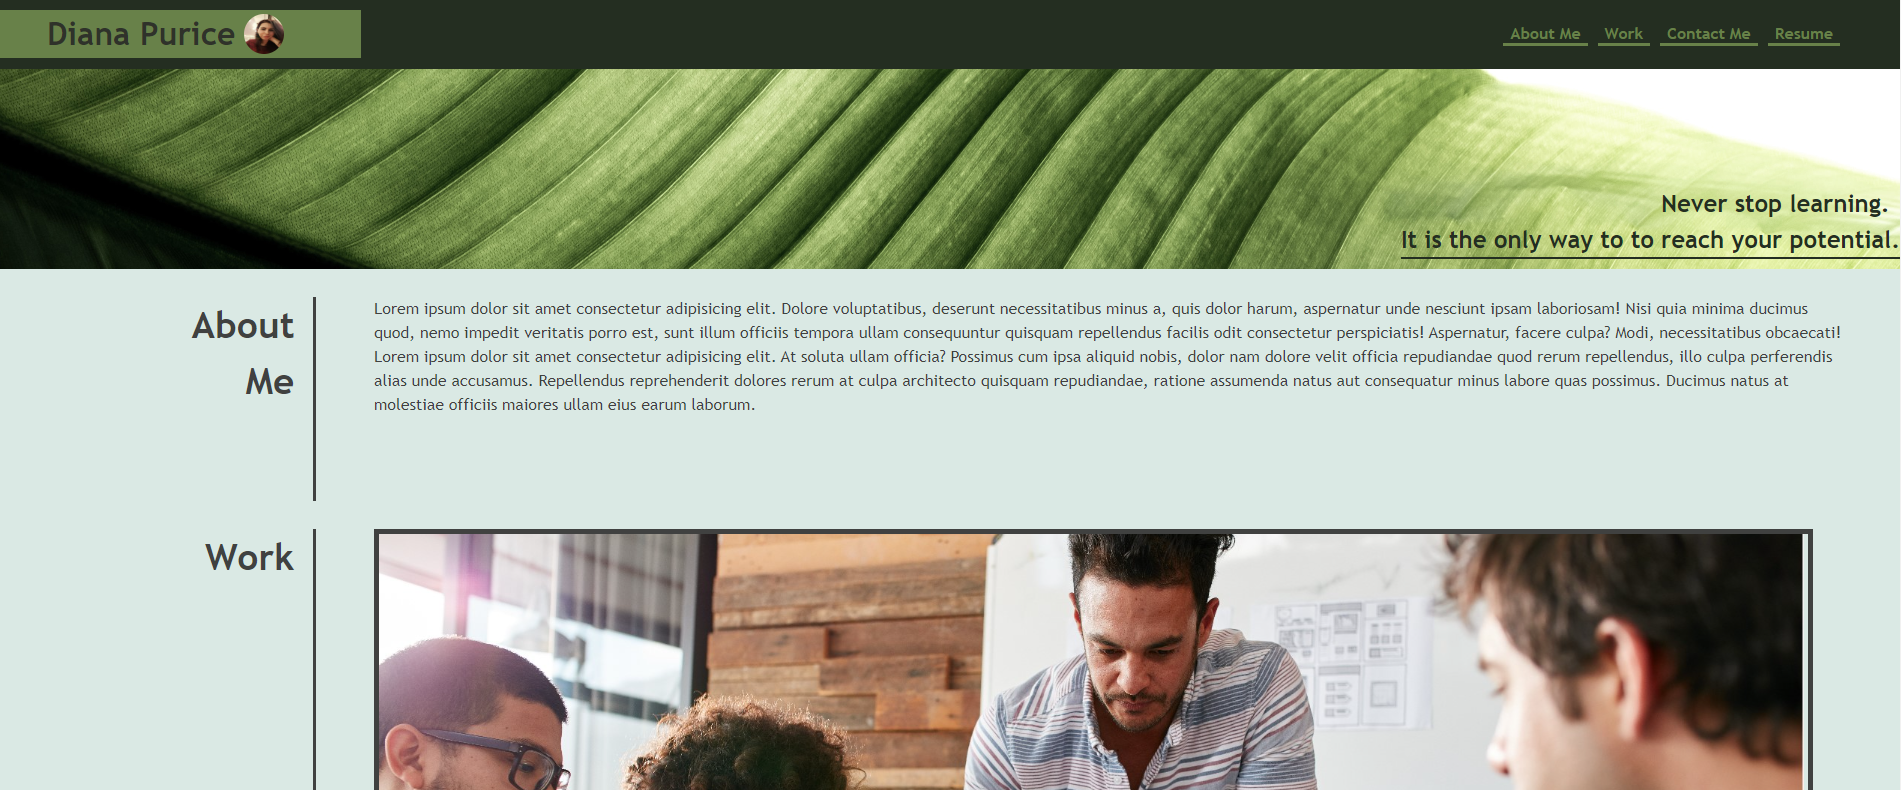 Diana Purice
About Me Work Contact Me Resume
Never stop learning.
It is the only way to to reach your potential.
About
Me
Lorem ipsum dolor sit amet consectetur adipisicing elit. Dolore voluptatibus, deserunt necessitatibus minus a, quis dolor harum, aspernatur unde nesciunt ipsam laboriosam! Nisi quia minima ducimus
quod, nemo impedit veritatis porro est, sunt illum officiis tempora ullam consequuntur quisquam repellendus facilis odit consectetur perspiciatis! Aspernatur, facere culpa? Modi, necessitatibus obcaecati!
Lorem ipsum dolor sit amet consectetur adipisicing elit. At soluta ullam officia? Possimus cum ipsa aliquid nobis, dolor nam dolore velit officia repudiandae quod rerum repellendus, illo culpa perferendis
alias unde accusamus. Repellendus reprehenderit dolores rerum at culpa architecto quisquam repudiandae, ratione assumenda natus aut consequatur minus labore quas possimus. Ducimus natus at
molestiae officiis maiores ullam eius earum laborum.
Work